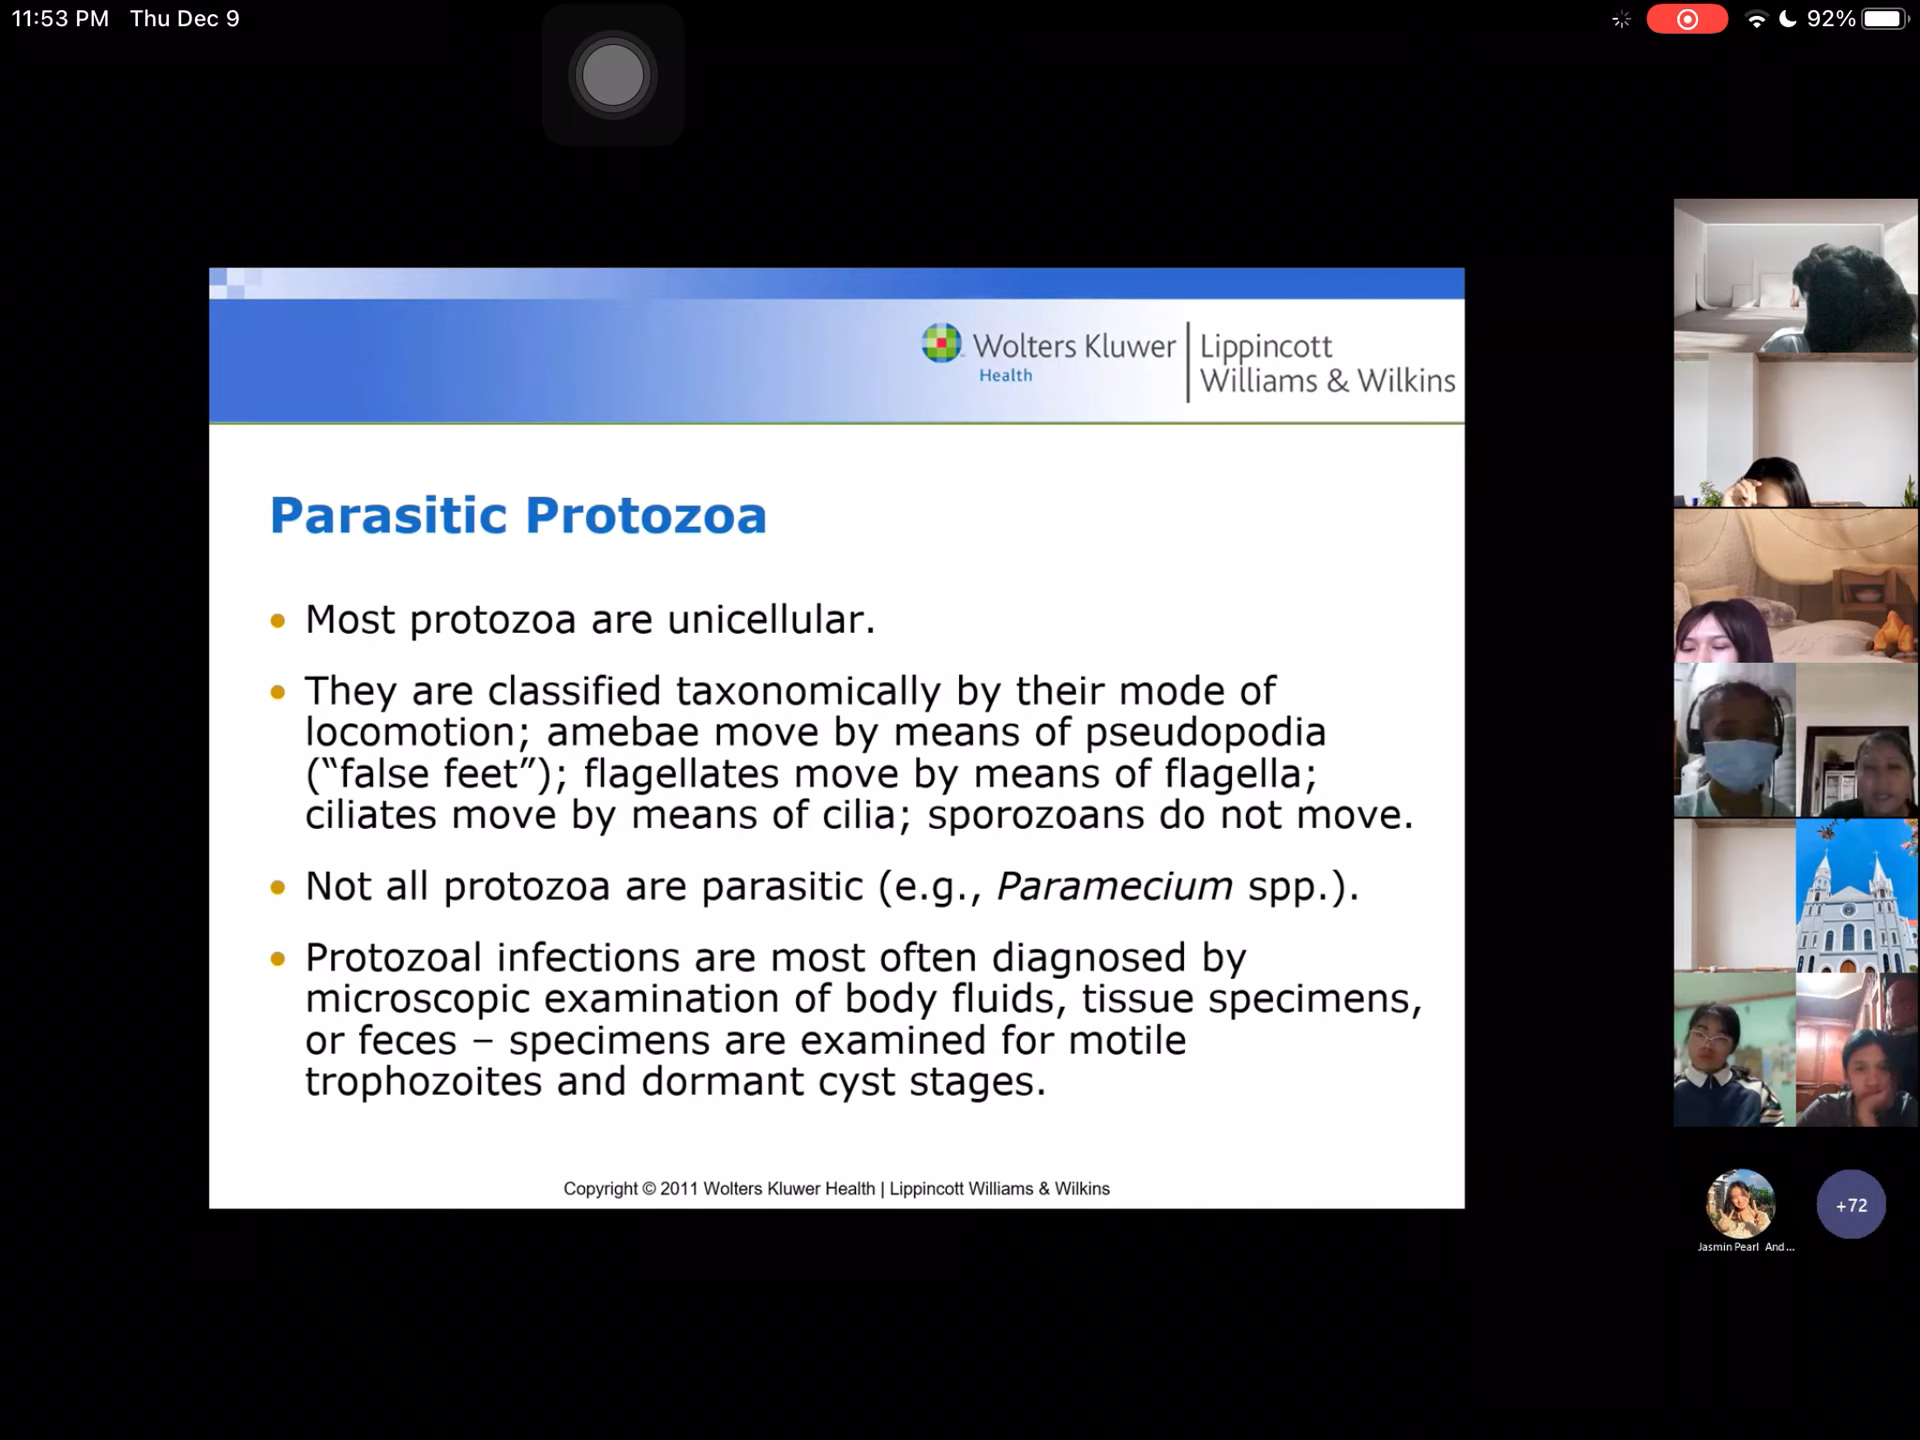 11:53 PM Thu Dec 9
92%
Wolters Kluwer
Health
Lippincott
Williams & Wilkins
Parasitic Protozoa
• Most protozoa are unicellular.
• They are classified taxonomically by their mode of
locomotion; amebae move by means of pseudopodia
(“false feet”); flagellates move by means of flagella;
ciliates move by means of cilia; sporozoans do not move.
• Not all protozoa are parasitic (e.g., Paramecium spp.).
• Protozoal infections are most often diagnosed by
microscopic examination of body fluids, tissue specimens,
or feces – specimens are examined for motile
trophozoites and dormant cyst stages.
Copyright © 2011 Wolters Kluwer Health | Lippincott Williams & Wilkins
+72
Jasmin Pearl And...